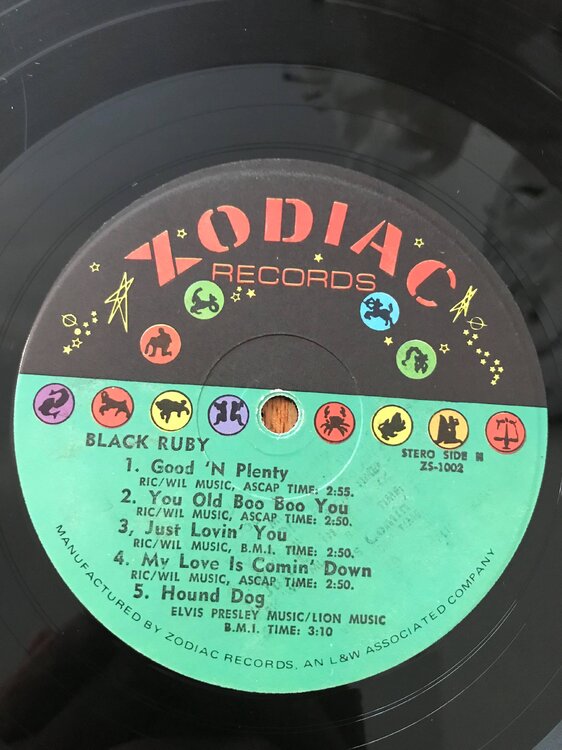 ZODIAC
RECORDS
BLACK RUBY
STERO SIDE
ZS-1002
1. Good 'N Plenty
RIC/WIL MUSIC, ASCAP TIME: 2:55.
2. You Old Boo Boo You
RIC/WIL MUSIC, ASCAP TIME: 2:50.
3, Just Lovin' You
RIC/WIL MUSIC, B.M.I. TIME: 2:50.
4. My Love Is Comin' Down
RIC/WIL MUSIC, ASCAP TIME: 2:50.
5. Hound Dog
ELVIS PRESLEY MUSIC/LION MUSIC
B.M.I. TIME: 3:10
MANUFACTURED BY ZODIAC RECORDS, AN L&W ASSOCIATED COMPANY